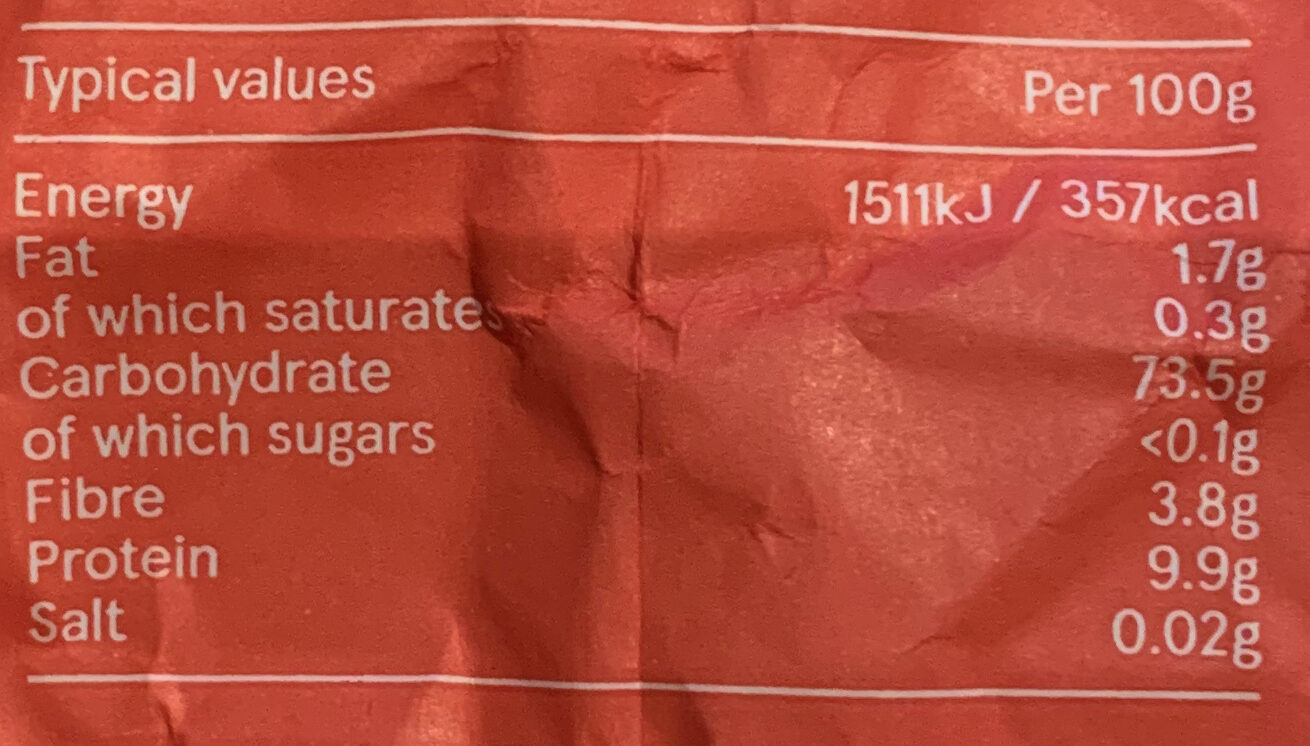 Typical values Per 100g
Energy 1511kJ / 357kcal
Fat 1.7g
of which saturates 0.3g
Carbohydrate 73.5g
of which sugars <0.1g
Fibre 3.8g
Protein 9.9g
Salt 0.02g